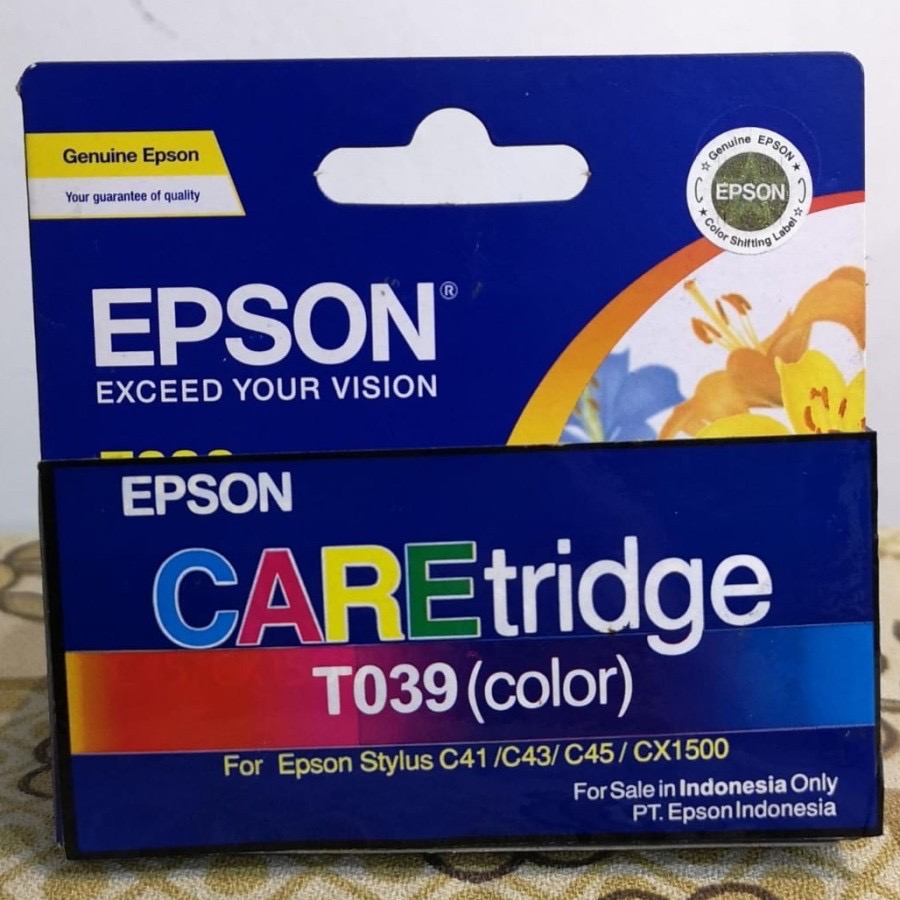 Genuine Epson
Your guarantee of quality
Genuine EPSON
EPSON
Color Shifting Label
EPSON®
EXCEED YOUR VISION
EPSON
CAREtridge
T039 (color)
For Epson Stylus C41 /C43/ C45 / CX1500
For Sale in Indonesia Only
PT. Epson Indonesia